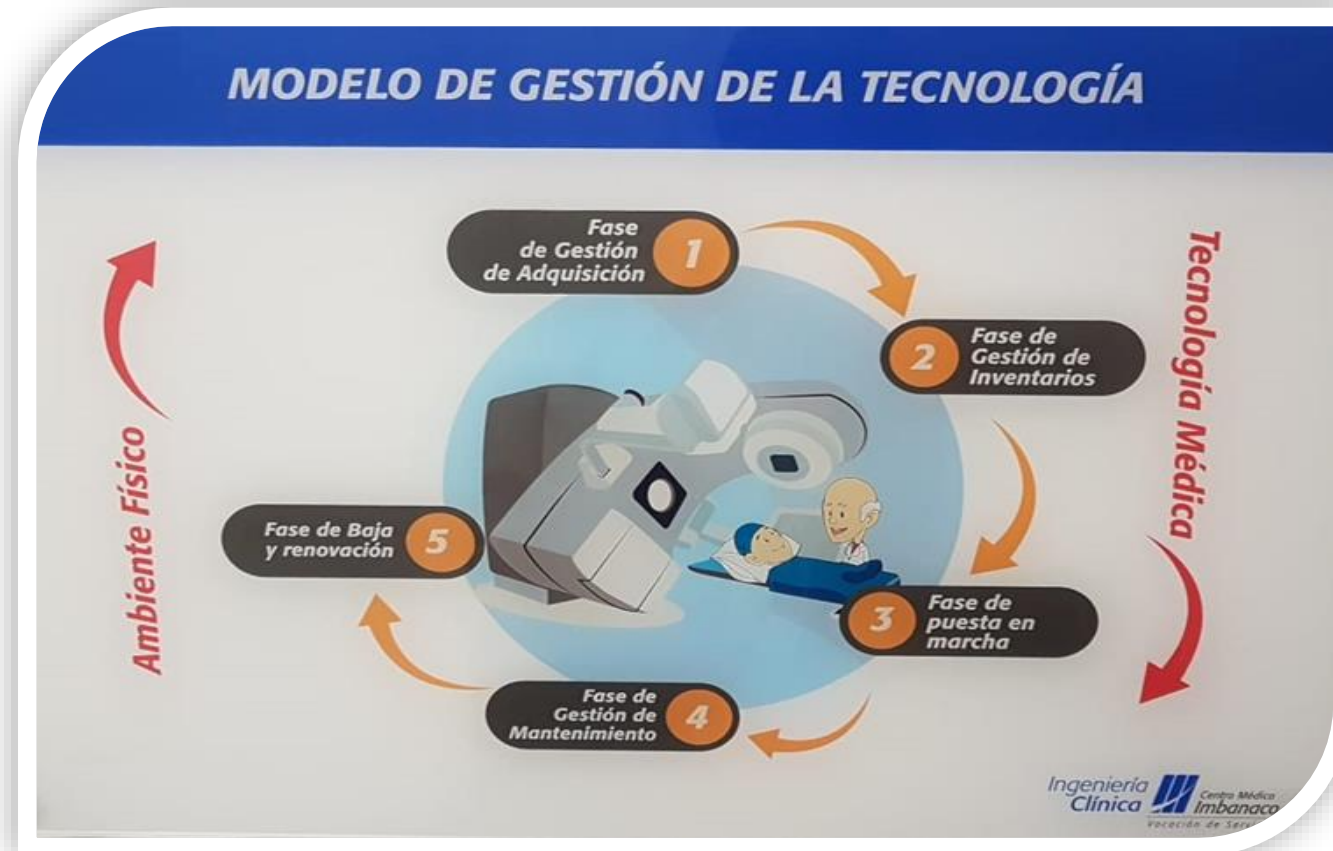 MODELO DE GESTIÓN DE LA TECNOLOGÍA
Fase
de Gestión
de Adquisición
1
2
Fase de
Gestión de
Inventarios
3
Fase de
puesta en
marcha
Fase de
Gestión de
Mantenimiento
4
Fase de Baja
y renovación
5
Ambiente Físico
Tecnología Médica
Ingeniería
Clínica
Centro Médico
Imbanaco
Vocación de